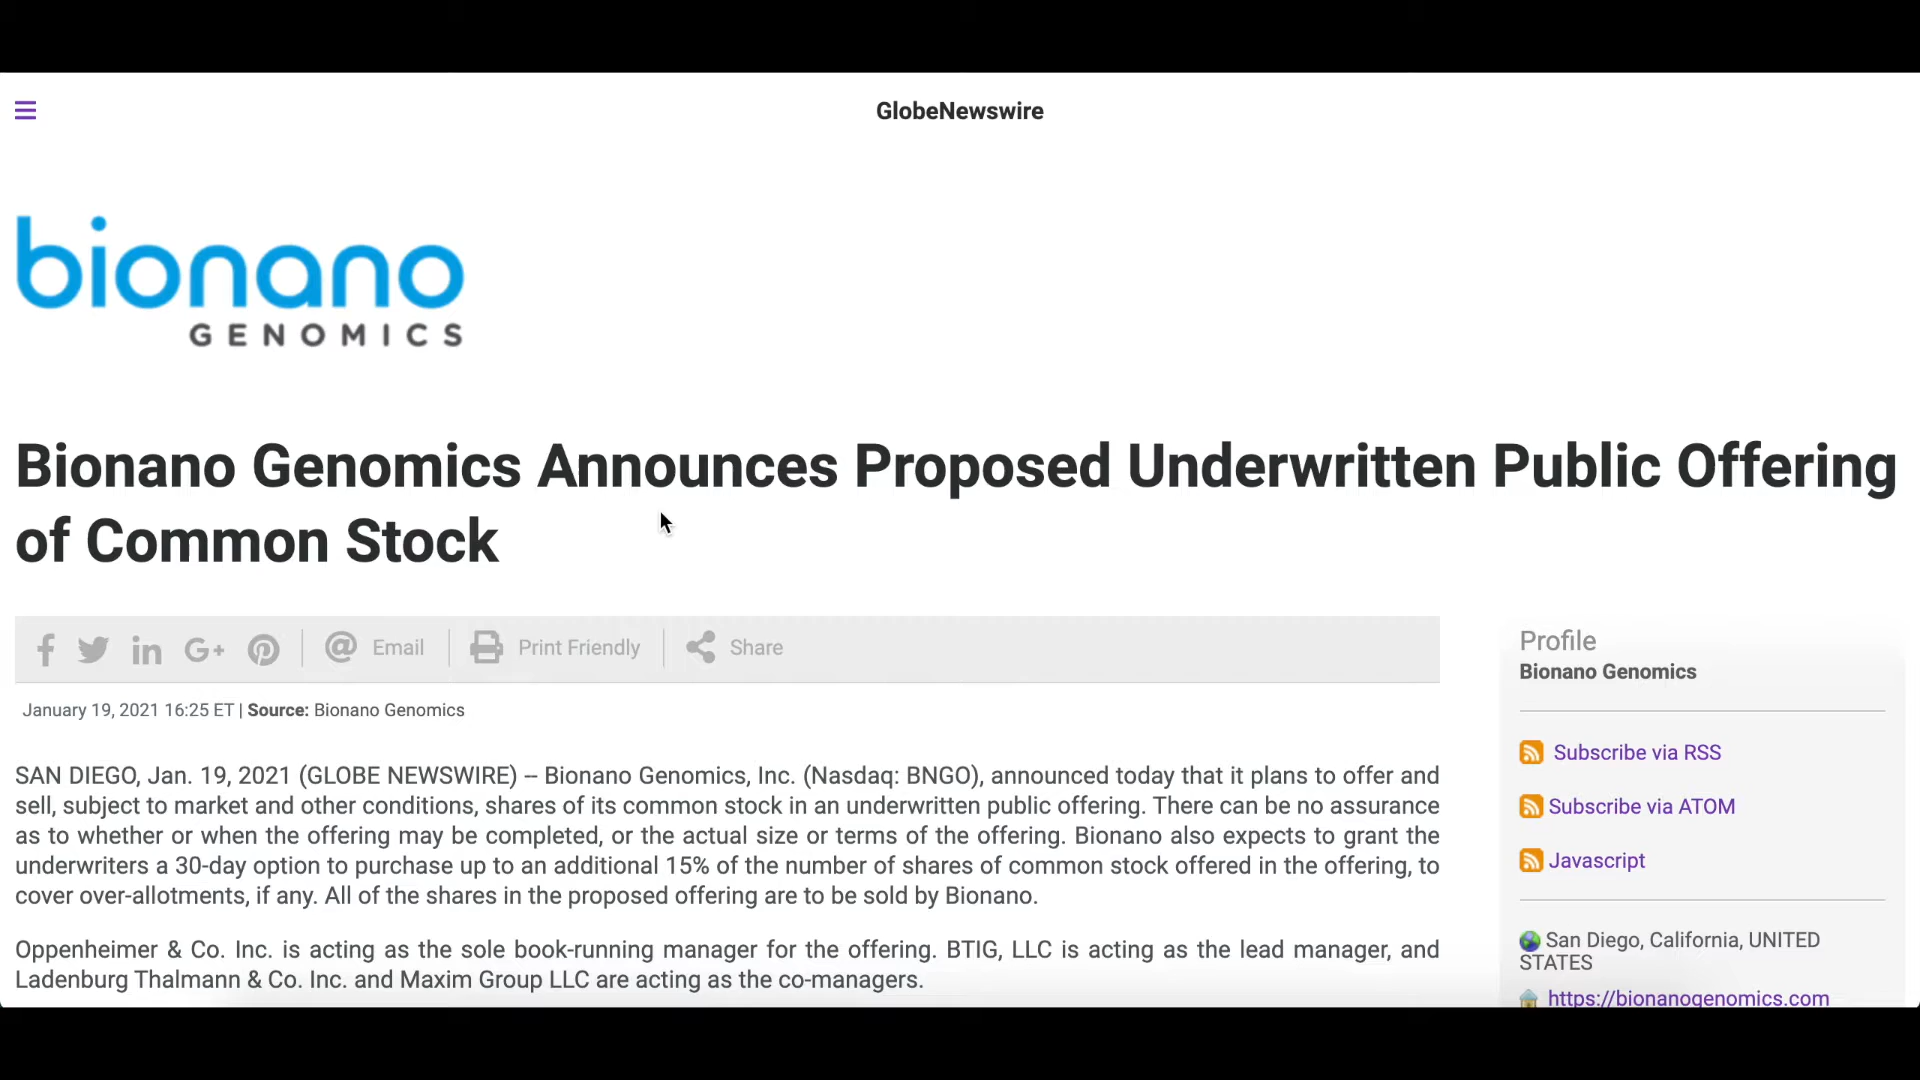 GlobeNewswire
bionano
GENOMICS
Bionano Genomics Announces Proposed Underwritten Public Offering
of Common Stock
Email
Print Friendly
Share
January 19, 2021 16:25 ET | Source: Bionano Genomics
SAN DIEGO, Jan. 19, 2021 (GLOBE NEWSWIRE) -- Bionano Genomics, Inc. (Nasdaq: BNGO), announced today that it plans to offer and
sell, subject to market and other conditions, shares of its common stock in an underwritten public offering. There can be no assurance
as to whether or when the offering may be completed, or the actual size or terms of the offering. Bionano also expects to grant the
underwriters a 30-day option to purchase up to an additional 15% of the number of shares of common stock offered in the offering, to
cover over-allotments, if any. All of the shares in the proposed offering are to be sold by Bionano.
Oppenheimer & Co. Inc. is acting as the sole book-running manager for the offering. BTIG, LLC is acting as the lead manager, and
Ladenburg Thalmann & Co. Inc. and Maxim Group LLC are acting as the co-managers.
Profile
Bionano Genomics
Subscribe via RSS
Subscribe via ATOM
Javascript
San Diego, California, UNITED
STATES
https://bionanogenomics.com